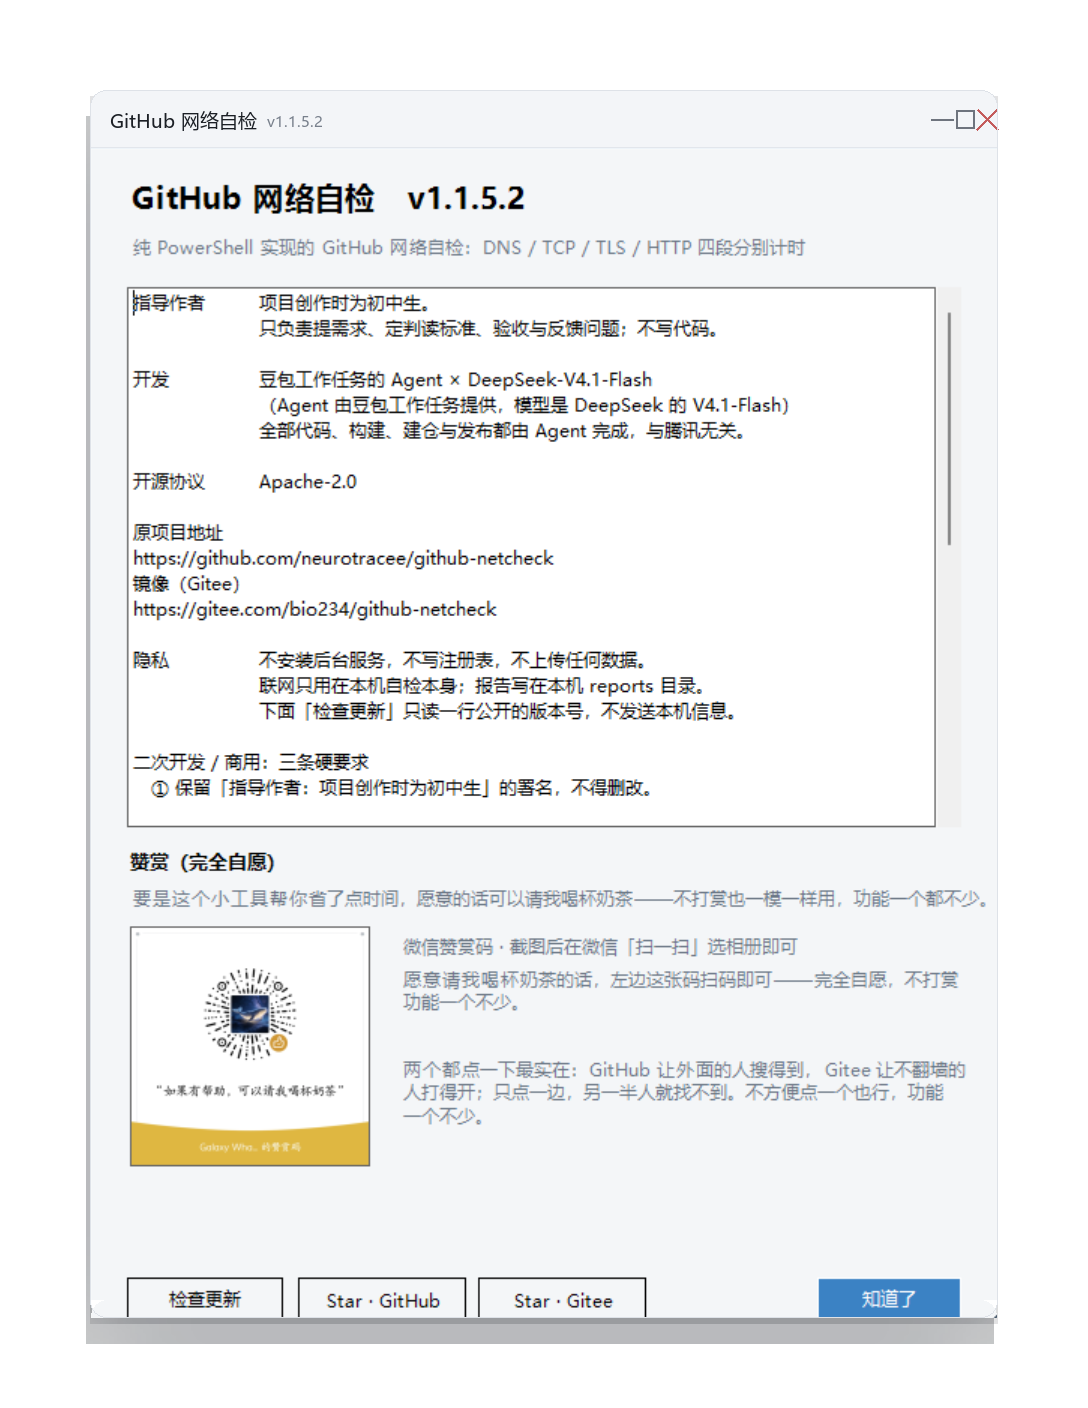 GitHub 网络自检 v1.1.5.2
GitHub 网络自检 v1.1.5.2
纯 PowerShell 实现的 GitHub 网络自检：DNS / TCP / TLS / HTTP 四段分别计时
指导作者 项目创作时为初中生。
只负责提需求、定判读标准、验收与反馈问题；不写代码。
开发 豆包工作任务的 Agent × DeepSeek-V4.1-Flash
（Agent 由豆包工作任务提供，模型是 DeepSeek 的 V4.1-Flash）
全部代码、构建、建仓与发布都由 Agent 完成，与腾讯无关。
开源协议 Apache-2.0
原项目地址
https://github.com/neurotracee/github-netcheck
镜像（Gitee）
https://gitee.com/bio234/github-netcheck
隐私 不安装后台服务，不写注册表，不上传任何数据。
联网只用在本机自检本身；报告写在本机 reports 目录。
下面「检查更新」只读一行公开的版本号，不发送本机信息。
二次开发 / 商用：三条硬要求
① 保留「指导作者：项目创作时为初中生」的署名，不得删改。
赞赏（完全自愿）
要是这个小工具帮你省了点时间，愿意的话可以请我喝杯奶茶——不打赏也一模一样用，功能一个都不少。
微信赞赏码 · 截图后在微信「扫一扫」选相册即可
愿意请我喝杯奶茶的话，左边这张码扫码即可——完全自愿，不打赏
功能一个不少。
两个都点一下最实在：GitHub 让外面的人搜得到，Gitee 让不翻墙的
人打得开；只点一边，另一半人就找不到。不方便点一个也行，功能
一个不少。
“如果有帮助，可以请我喝杯奶茶”
Galaxy Wha… 的赞赏码
检查更新
Star · GitHub
Star · Gitee
知道了